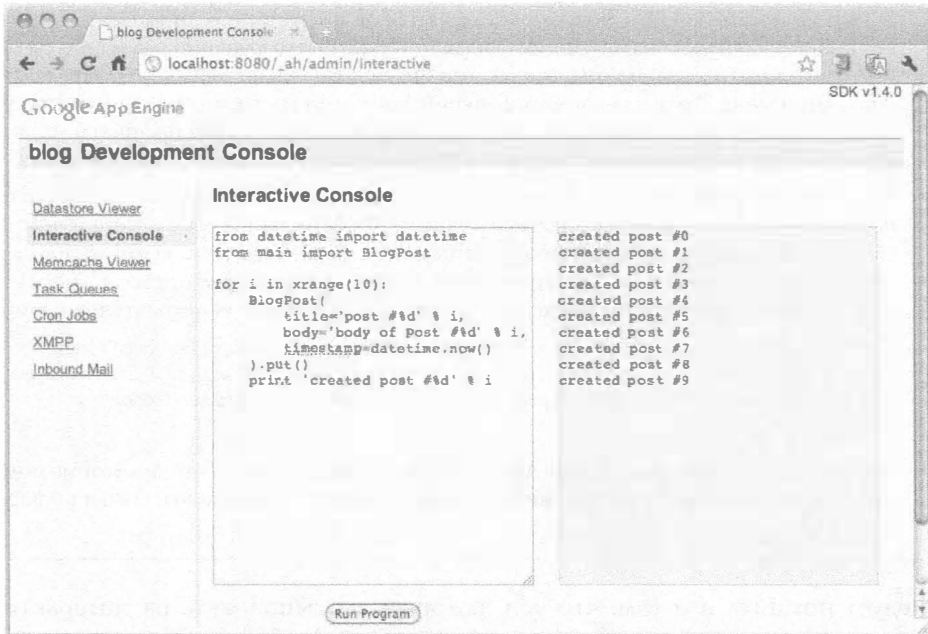 blog Development Console
localhost:8080/_ah/admin/interactive
SDK v1.4.0
Google App Engine
blog Development Console
Datastore Viewer
Interactive Console
Memcache Viewer
Task Queues
Cron Jobs
XMPP
Inbound Mail
Interactive Console
from datetime import datetime
from main import BlogPost
for i in xrange(10):
    BlogPost(
        title='post #%d' % i,
        body='body of post #%d' % i,
        timestamp=datetime.now()
    ).put()
    print 'created post #%d' % i
created post #0
created post #1
created post #2
created post #3
created post #4
created post #5
created post #6
created post #7
created post #8
created post #9
Run Program